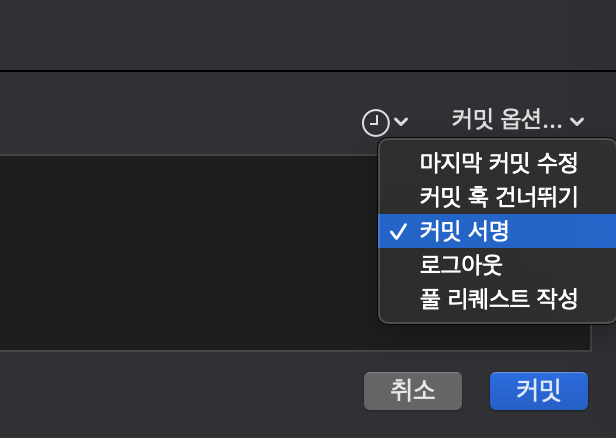 커밋 옵션...
마지막 커밋 수정
커밋 훅 건너뛰기
커밋 서명
로그아웃
풀 리퀘스트 작성
취소
커밋